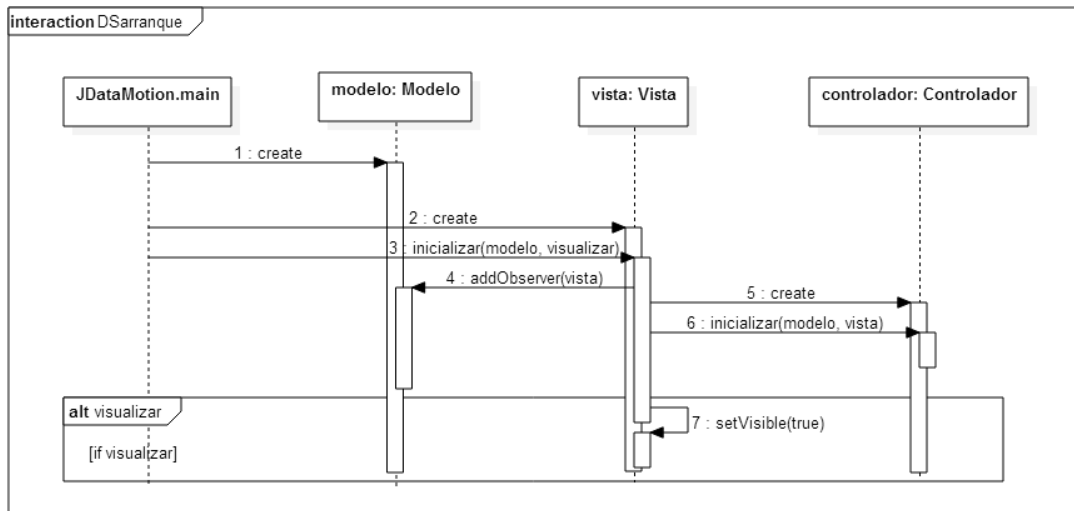 interaction DSarranque
JDataMotion.main
modelo: Modelo
vista: Vista
controlador: Controlador
1 : create
2 : create
3 : inicializar(modelo, visualizar)
4 : addObserver(vista)
5 : create
6 : inicializar(modelo, vista)
alt visualizar
7 : setVisible(true)
[if visualizar]